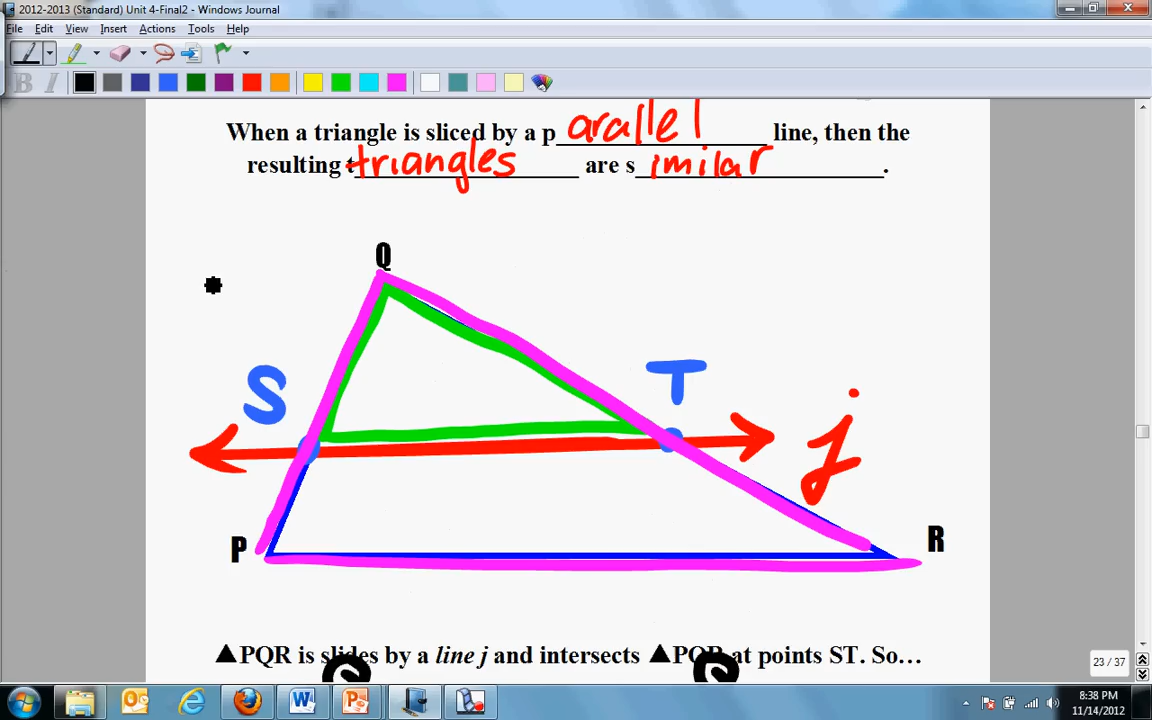 2012-2013 (Standard) Unit 4-Final2 - Windows Journal
File Edit View Insert Actions Tools Help
B I
When a triangle is sliced by a parallel line, then the
resulting triangles are similar.
Q
S T
j
P R
▲PQR is slides by a line j and intersects ▲PQR at points ST. So…
23 / 37
8:38 PM
11/14/2012